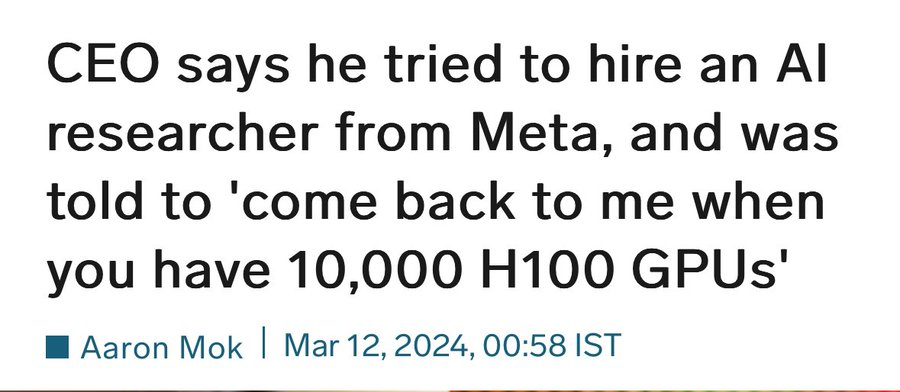 CEO says he tried to hire an AI
researcher from Meta, and was
told to 'come back to me when
you have 10,000 H100 GPUs'
Aaron Mok | Mar 12, 2024, 00:58 IST